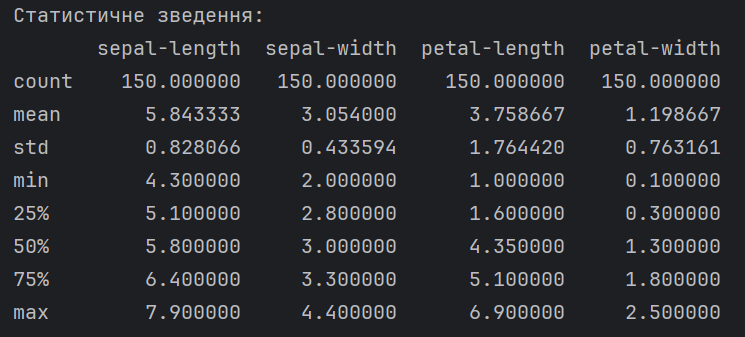 Статистичне зведення:
sepal-length sepal-width petal-length petal-width
count 150.000000 150.000000 150.000000 150.000000
mean 5.843333 3.054000 3.758667 1.198667
std 0.828066 0.433594 1.764420 0.763161
min 4.300000 2.000000 1.000000 0.100000
25% 5.100000 2.800000 1.600000 0.300000
50% 5.800000 3.000000 4.350000 1.300000
75% 6.400000 3.300000 5.100000 1.800000
max 7.900000 4.400000 6.900000 2.500000